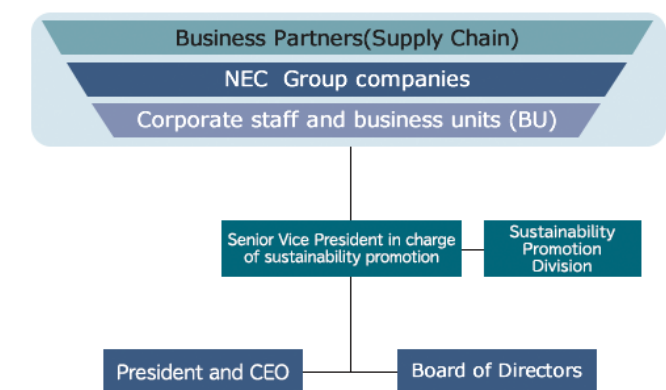 Business Partners(Supply Chain)
NEC Group companies
Corporate staff and business units (BU)
Senior Vice President in charge
of sustainability promotion
Sustainability
Promotion
Division
President and CEO
Board of Directors